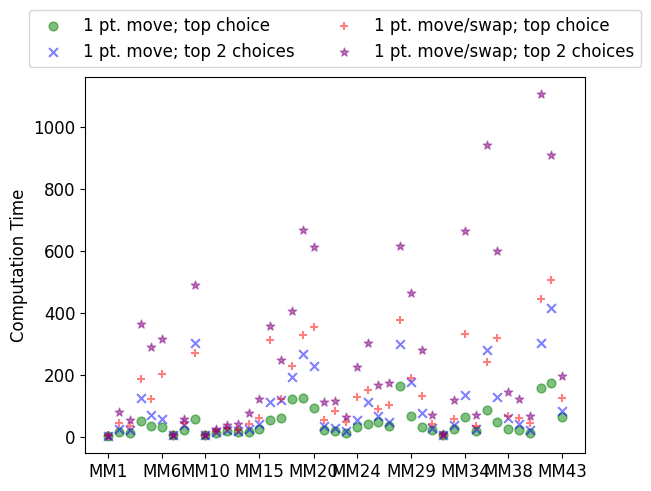 1 pt. move; top choice
1 pt. move; top 2 choices
1 pt. move/swap; top choice
1 pt. move/swap; top 2 choices
Computation Time
1000
800
600
400
200
0
MM1 MM6 MM10 MM15 MM20 MM24 MM29 MM34 MM38 MM43